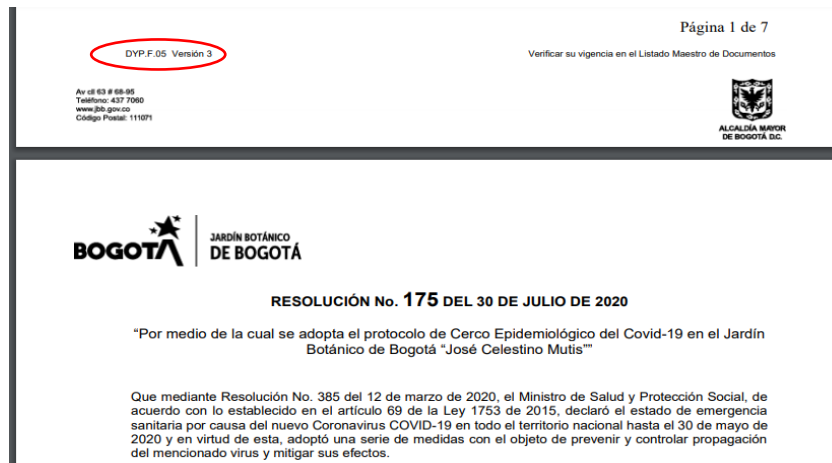 Página 1 de 7
DYP.F.05 Versión 3
Verificar su vigencia en el Listado Maestro de Documentos
Av cll 63 # 68-95
Teléfono: 437 7060
www.jbb.gov.co
Código Postal: 111071
ALCALDÍA MAYOR
DE BOGOTÁ D.C.
BOGOTÁ
JARDÍN BOTÁNICO
DE BOGOTÁ
RESOLUCIÓN No. 175 DEL 30 DE JULIO DE 2020
“Por medio de la cual se adopta el protocolo de Cerco Epidemiológico del Covid-19 en el Jardín
Botánico de Bogotá “José Celestino Mutis””
Que mediante Resolución No. 385 del 12 de marzo de 2020, el Ministro de Salud y Protección Social, de
acuerdo con lo establecido en el artículo 69 de la Ley 1753 de 2015, declaró el estado de emergencia
sanitaria por causa del nuevo Coronavirus COVID-19 en todo el territorio nacional hasta el 30 de mayo de
2020 y en virtud de esta, adoptó una serie de medidas con el objeto de prevenir y controlar propagación
del mencionado virus y mitigar sus efectos.